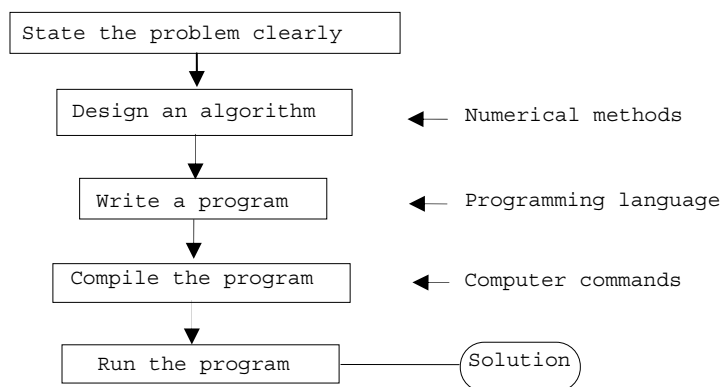 State the problem clearly
Design an algorithm
Numerical methods
Write a program
Programming language
Compile the program
Computer commands
Run the program
Solution